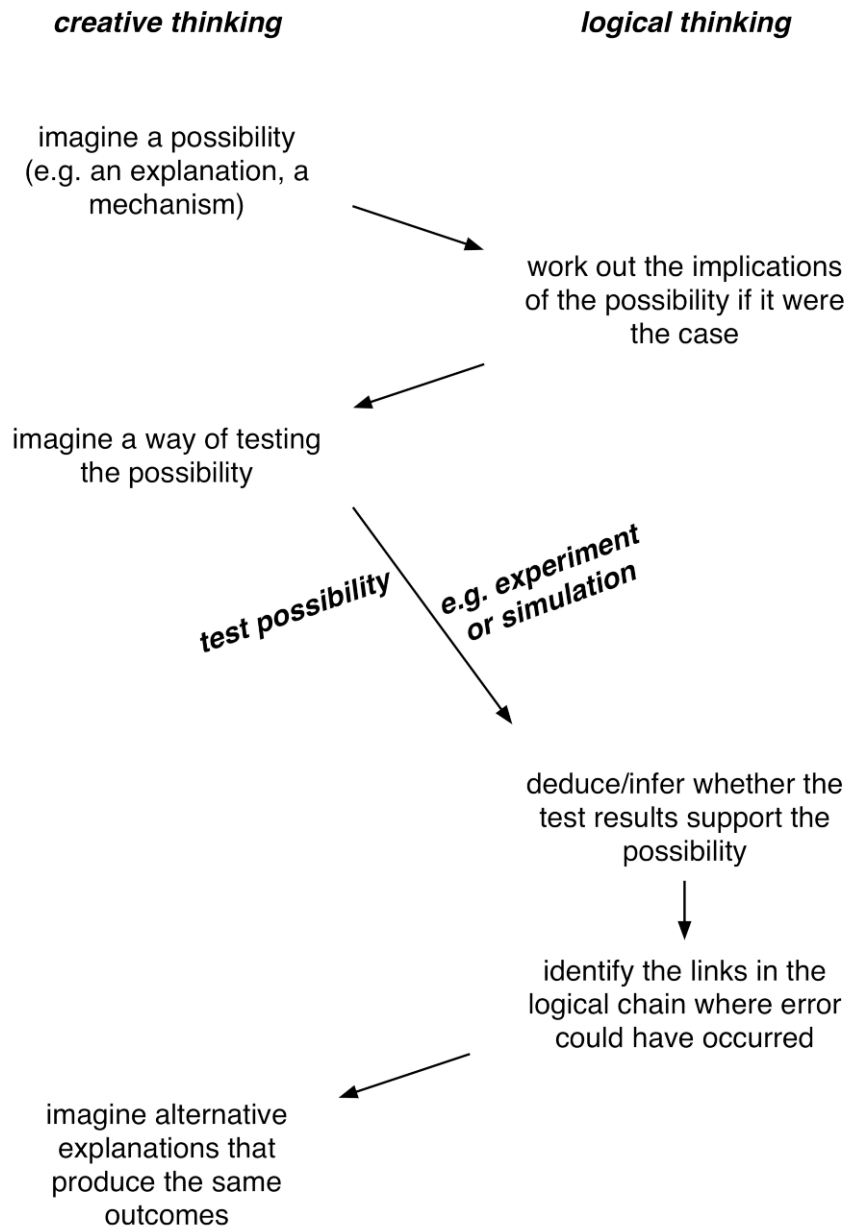 creative thinking
logical thinking
imagine a possibility
(e.g. an explanation, a
mechanism)
work out the implications
of the possibility if it were
the case
imagine a way of testing
the possibility
test possibility
e.g. experiment
or simulation
deduce/infer whether the
test results support the
possibility
identify the links in the
logical chain where error
could have occurred
imagine alternative
explanations that
produce the same
outcomes